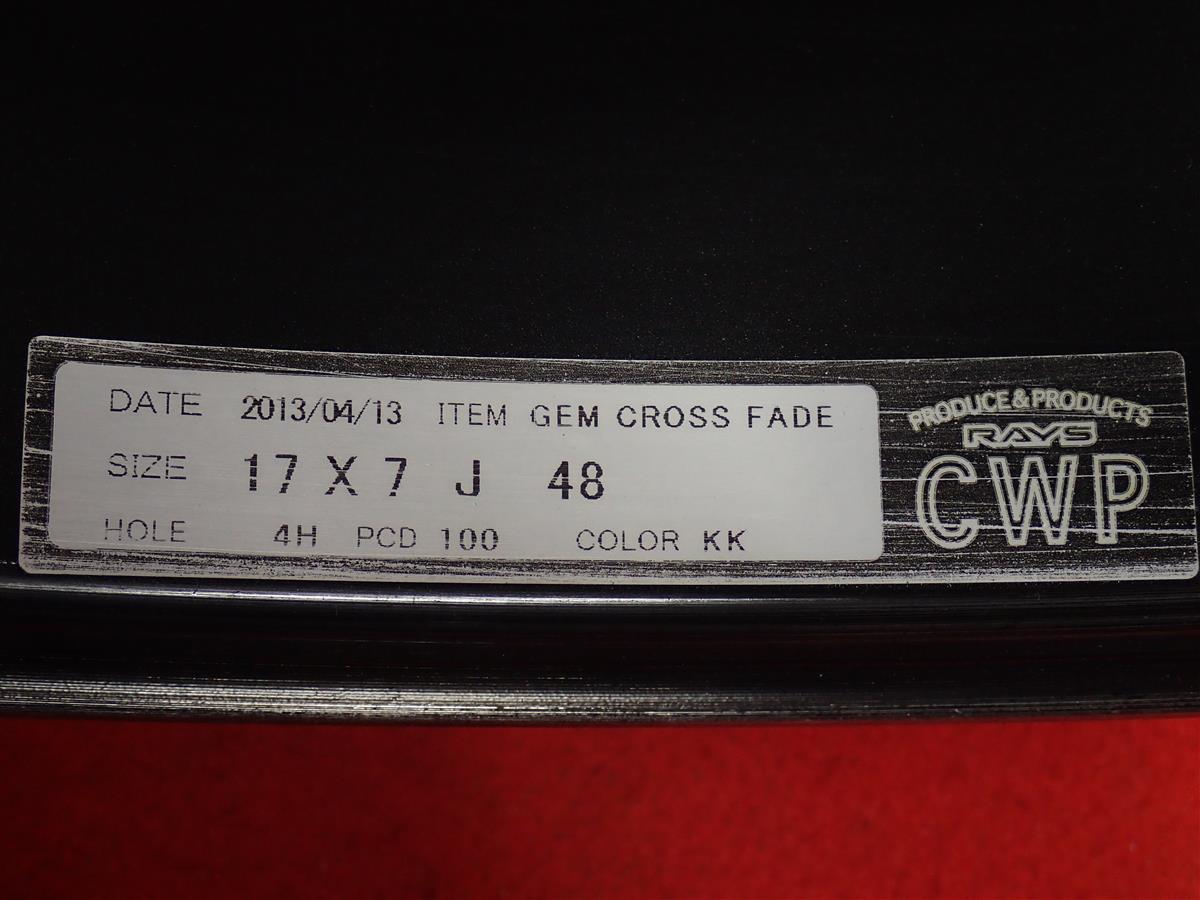 DATE 2013/04/13 ITEM GEM CROSS FADE
SIZE 17 X 7 J 48
HOLE 4H PCD 100 COLOR KK
PRODUCE & PRODUCTS
RAYS
CWP